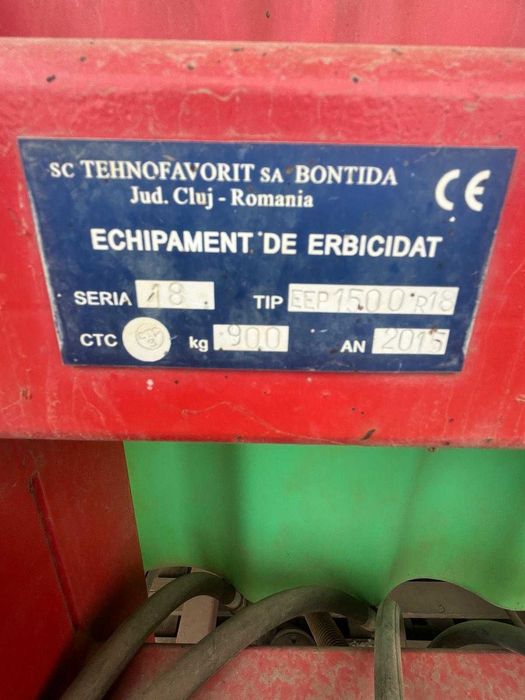 SC TEHNOFAVORIT SA BONTIDA
Jud. Cluj - Romania
CE
ECHIPAMENT DE ERBICIDAT
SERIA 18 TIP EEP1500 R18
CTC kg 900 AN 2015